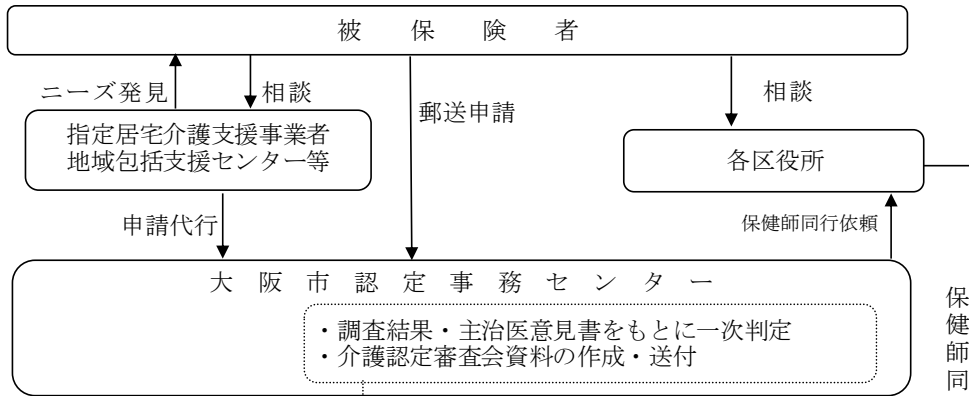 被保険者
ニーズ発見
相談
郵送申請
相談
指定居宅介護支援事業者
地域包括支援センター等
各区役所
申請代行
保健師同行依頼
大阪市認定事務センター
・調査結果・主治医意見書をもとに一次判定
・介護認定審査会資料の作成・送付
保健師同